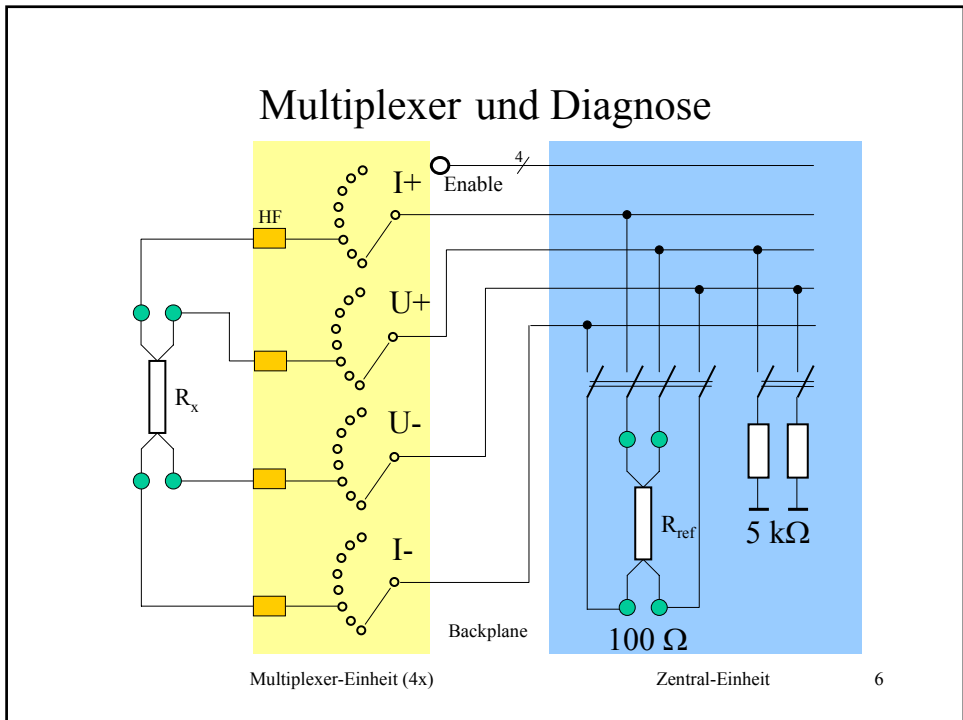 Multiplexer und Diagnose
4
I+
Enable
HF
U+
Rx
U-
Rref
5 kΩ
I-
Backplane
100 Ω
Multiplexer-Einheit (4x)
Zentral-Einheit
6